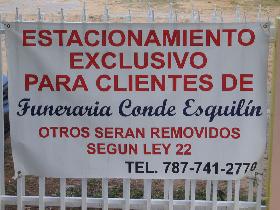 ESTACIONAMIENTO
EXCLUSIVO
PARA CLIENTES DE
Funeraria Conde Esquilín
OTROS SERAN REMOVIDOS
SEGUN LEY 22
TEL. 787-741-2770